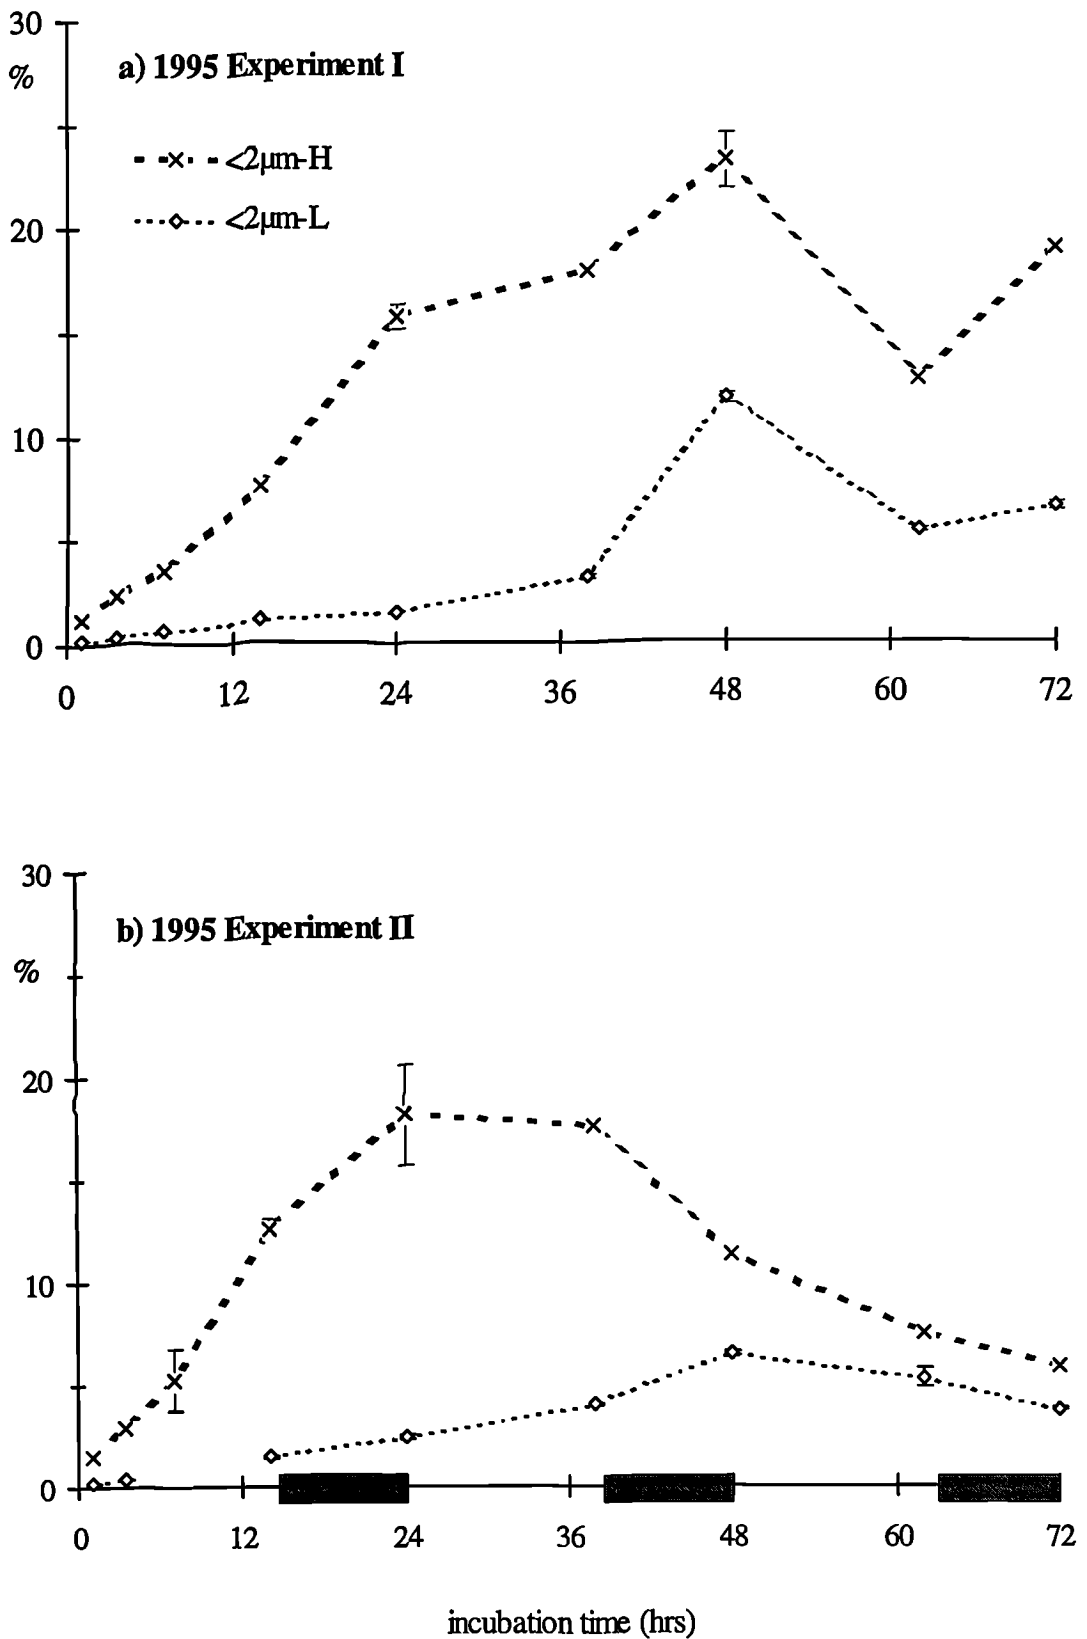 30
%
a) 1995 Experiment I
<2μm-H
<2μm-L
20
10
0
0 12 24 36 48 60 72
30
b) 1995 Experiment II
%
20
10
0
0 12 24 36 48 60 72
incubation time (hrs)